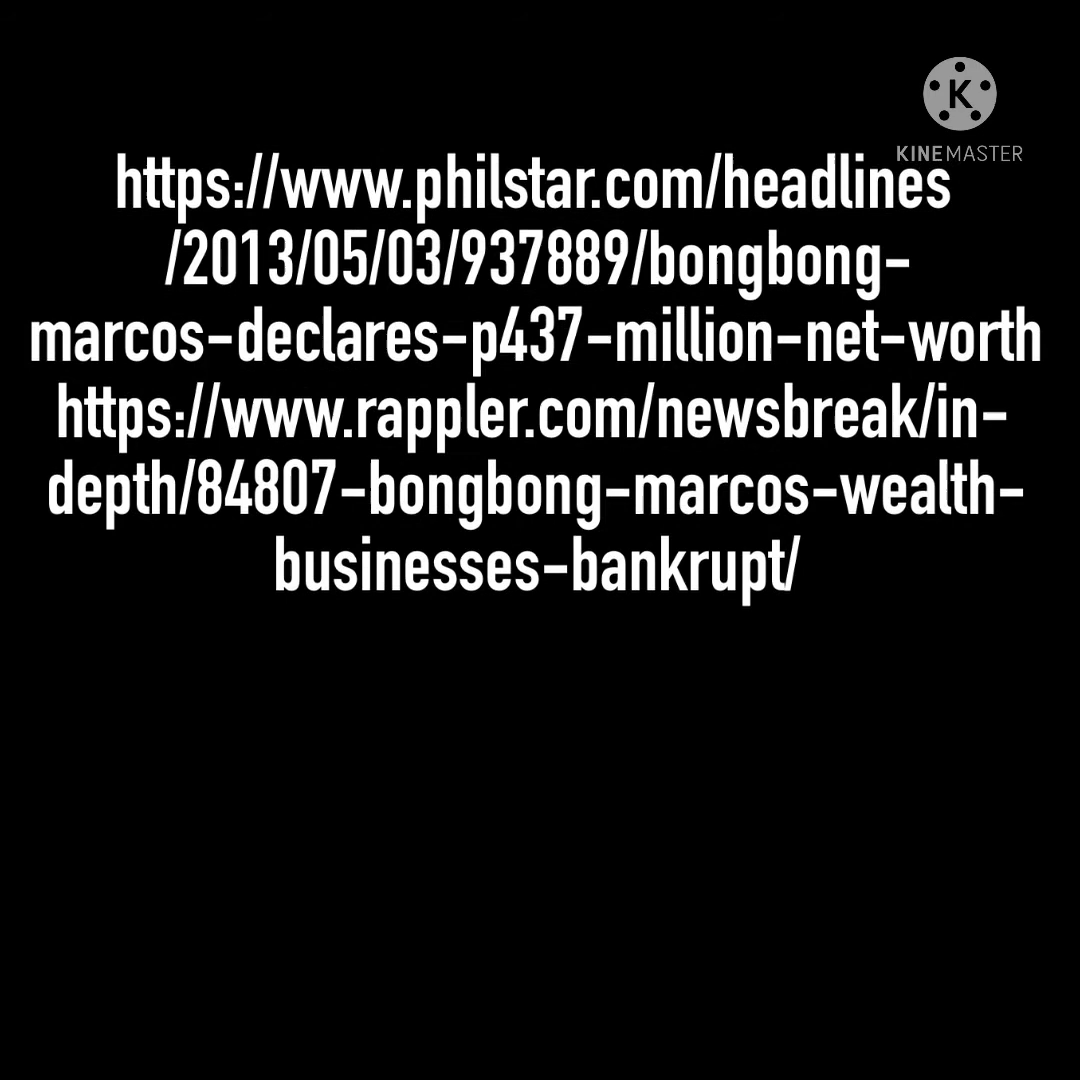 KINEMASTER
https://www.philstar.com/headlines
/2013/05/03/937889/bongbong-
marcos-declares-p437-million-net-worth
https://www.rappler.com/newsbreak/in-
depth/84807-bongbong-marcos-wealth-
businesses-bankrupt/